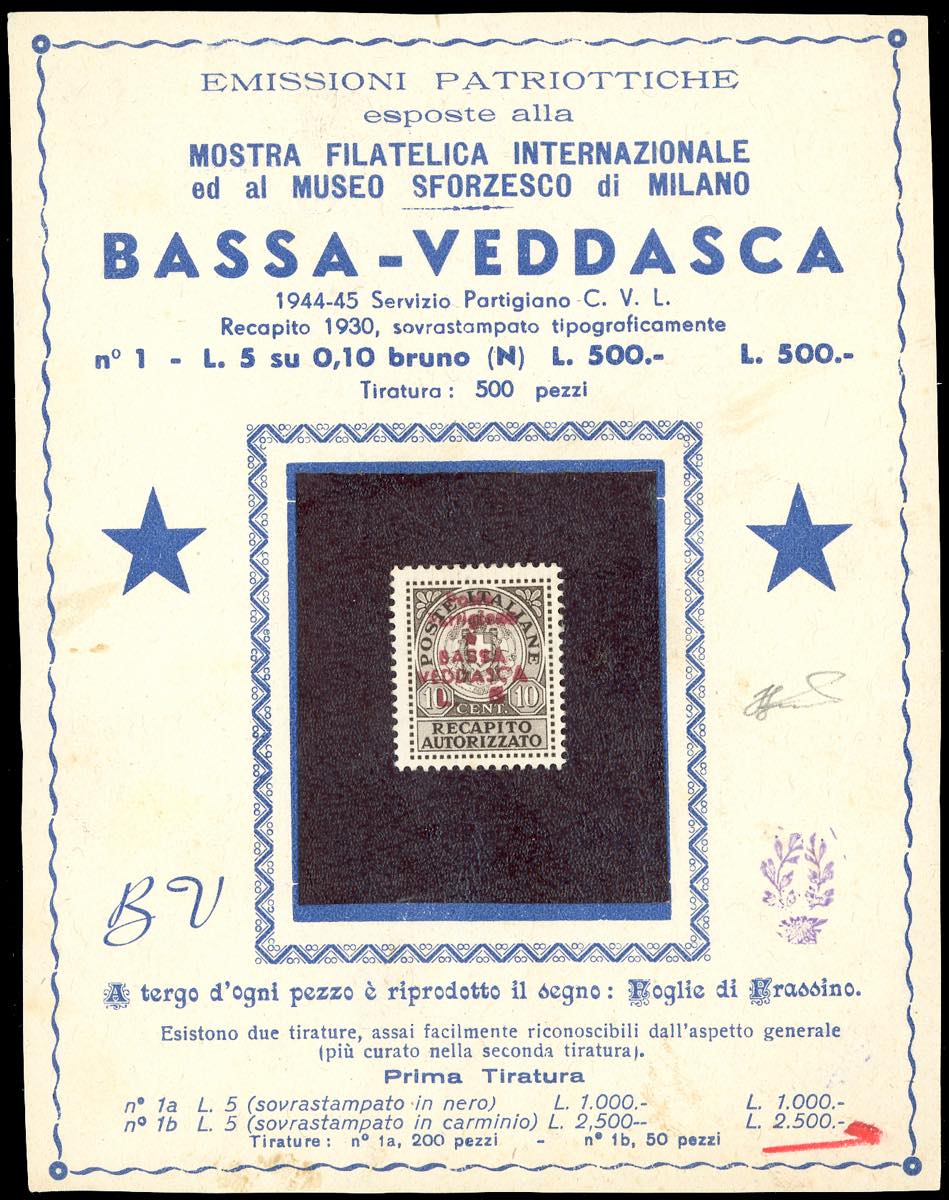 EMISSIONI PATRIOTTICHE
esposte alla
MOSTRA FILATELICA INTERNAZIONALE
ed al MUSEO SFORZESCO di MILANO
BASSA-VEDDASCA
1944-45 Servizio Partigiano C. V. L.
Recapito 1930, sovrastampato tipograficamente
n° 1 - L. 5 su 0,10 bruno (N) L. 500.- L. 500.-
Tiratura: 500 pezzi
POSTE ITALIANE
BASSA
VEDDASCA
L. 5
10 CENT. 10
RECAPITO
AUTORIZZATO
BV
A tergo d'ogni pezzo è riprodotto il segno: Foglie di Frassino.
Esistono due tirature, assai facilmente riconoscibili dall'aspetto generale
(più curato nella seconda tiratura).
Prima Tiratura
n° 1a L. 5 (sovrastampato in nero) L. 1.000.- L. 1.000.-
n° 1b L. 5 (sovrastampato in carminio) L. 2,500-- L. 2.500.-
Tirature: n° 1a, 200 pezzi - n° 1b, 50 pezzi